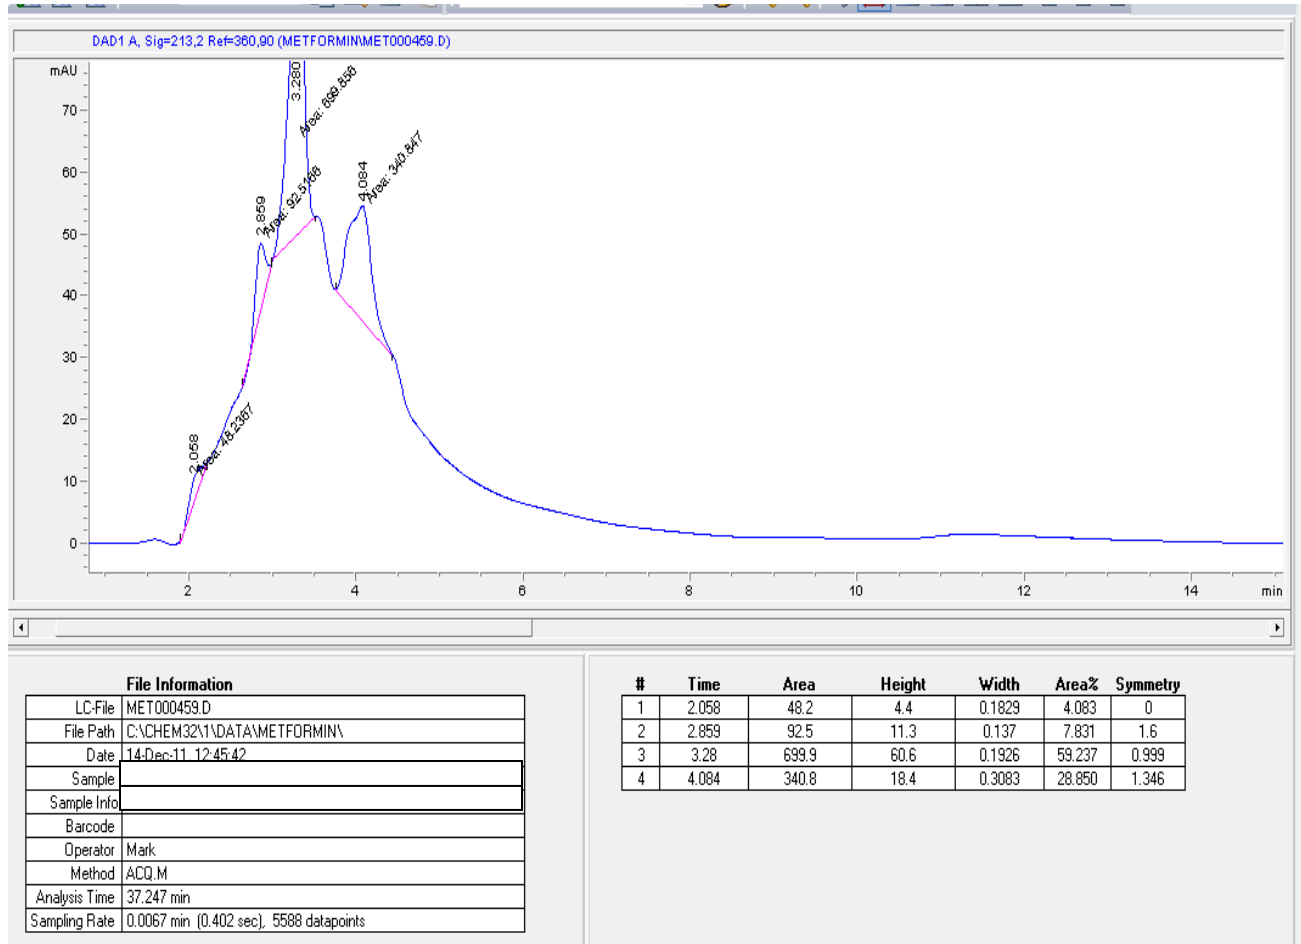 DAD1 A, Sig=213,2 Ref=360,90 (METFORMIN\MET000459.D)
mAU
70
60
50
40
30
20
10
0
2.058
Area: 48.2367
2.859
Area: 92.5166
3.280
Area: 699.856
4.084
Area: 340.847
2 4 6 8 10 12 14 min
File Information
LC-File MET000459.D
File Path C:\CHEM32\1\DATA\METFORMIN\
Date 14-Dec-11, 12:45:42
Sample
Sample Info
Barcode
Operator Mark
Method ACQ.M
Analysis Time 37.247 min
Sampling Rate 0.0067 min (0.402 sec), 5588 datapoints
# Time Area Height Width Area% Symmetry
1 2.058 48.2 4.4 0.1829 4.083 0
2 2.859 92.5 11.3 0.137 7.831 1.6
3 3.28 699.9 60.6 0.1926 59.237 0.999
4 4.084 340.8 18.4 0.3083 28.850 1.346